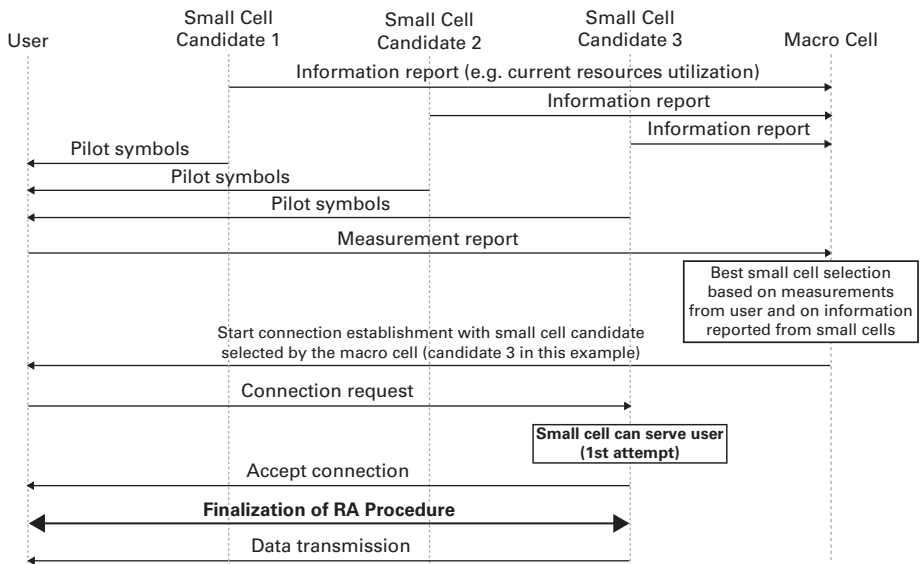 User
Small Cell
Candidate 1
Small Cell
Candidate 2
Small Cell
Candidate 3
Macro Cell
Information report (e.g. current resources utilization)
Information report
Information report
Pilot symbols
Pilot symbols
Pilot symbols
Measurement report
Best small cell selection
based on measurements
from user and on information
reported from small cells
Start connection establishment with small cell candidate
selected by the macro cell (candidate 3 in this example)
Connection request
Small cell can serve user
(1st attempt)
Accept connection
Finalization of RA Procedure
Data transmission